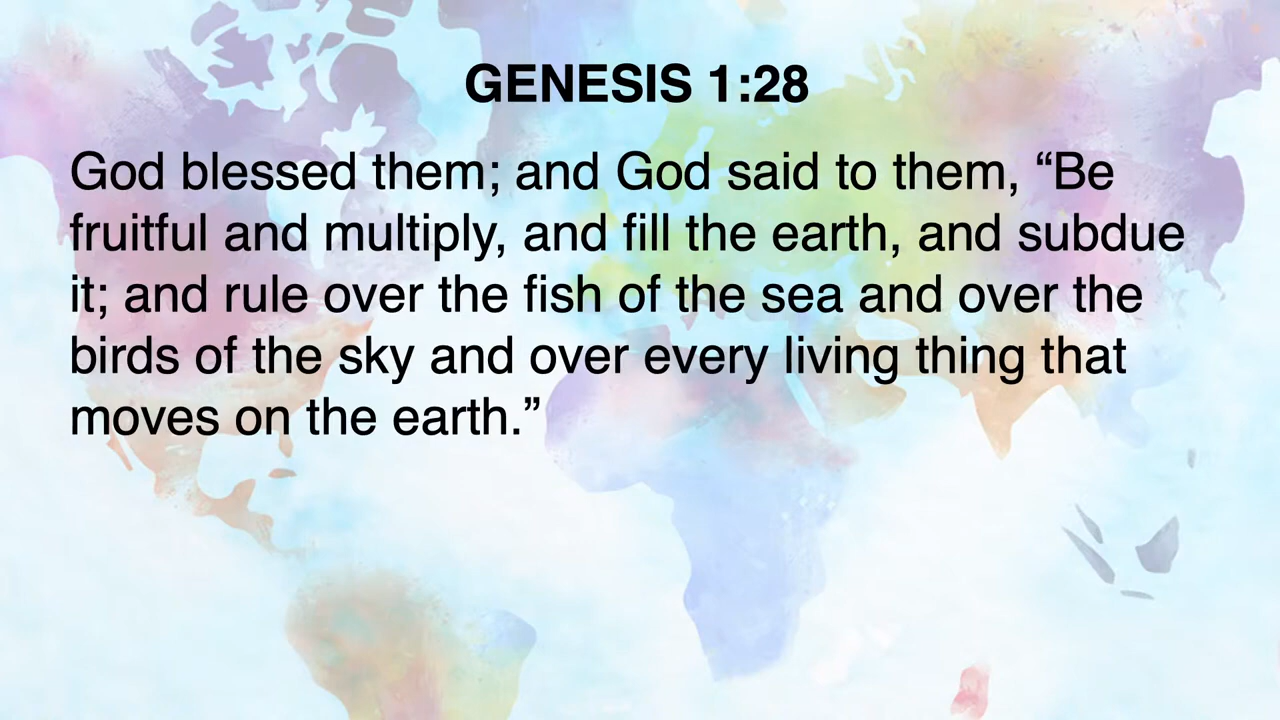 GENESIS 1:28
God blessed them; and God said to them, “Be
fruitful and multiply, and fill the earth, and subdue
it; and rule over the fish of the sea and over the
birds of the sky and over every living thing that
moves on the earth.”